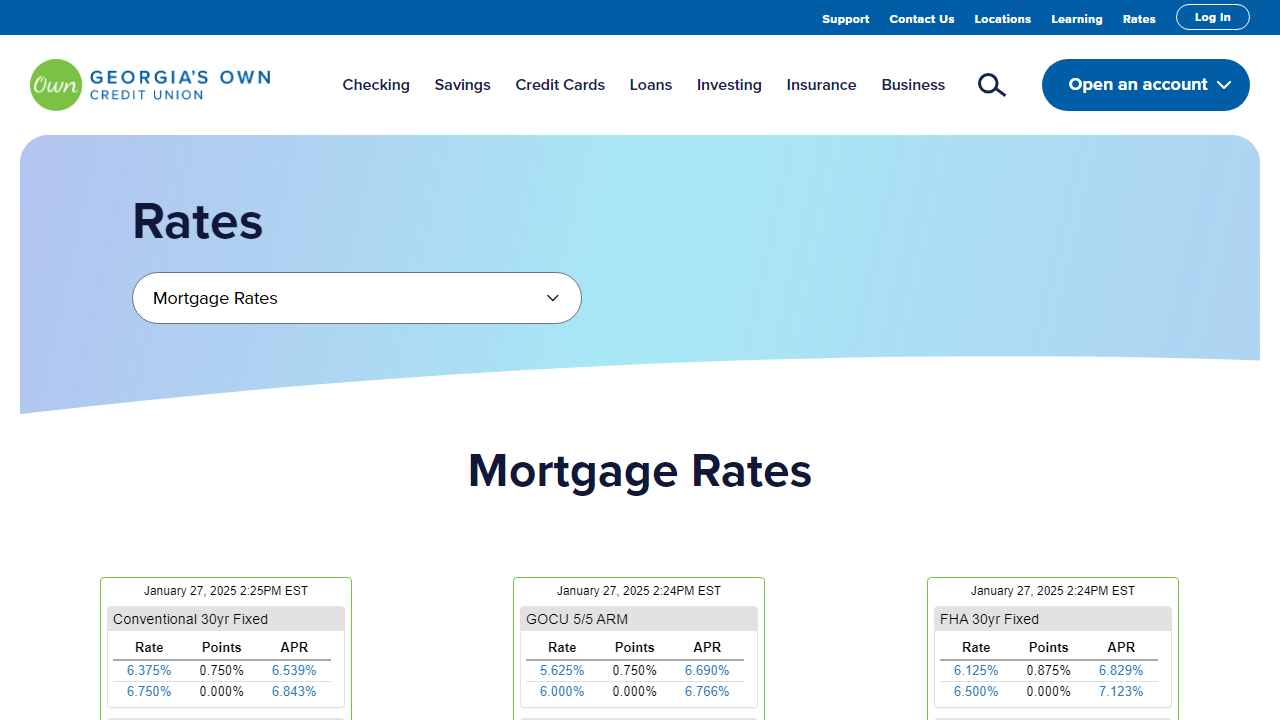 Support Contact Us Locations Learning Rates Log In
Own GEORGIA'S OWN
CREDIT UNION
Checking Savings Credit Cards Loans Investing Insurance Business Open an account
Rates
Mortgage Rates
Mortgage Rates
January 27, 2025 2:25PM EST
Conventional 30yr Fixed
Rate Points APR
6.375% 0.750% 6.539%
6.750% 0.000% 6.843%
January 27, 2025 2:24PM EST
GOCU 5/5 ARM
Rate Points APR
5.625% 0.750% 6.690%
6.000% 0.000% 6.766%
January 27, 2025 2:24PM EST
FHA 30yr Fixed
Rate Points APR
6.125% 0.875% 6.829%
6.500% 0.000% 7.123%